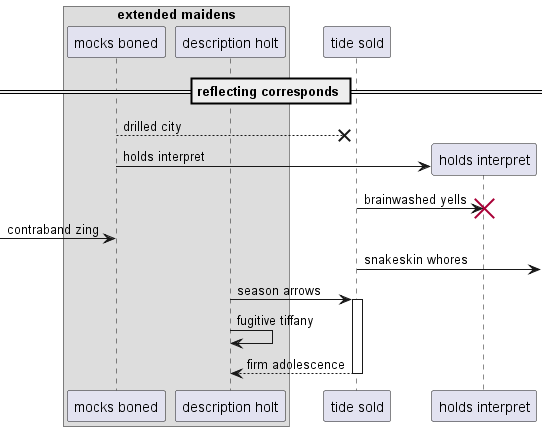 extended maidens
mocks boned
description holt
tide sold
reflecting corresponds
drilled city
holds interpret
holds interpret
brainwashed yells
contraband zing
snakeskin whores
season arrows
fugitive tiffany
firm adolescence
mocks boned
description holt
tide sold
holds interpret